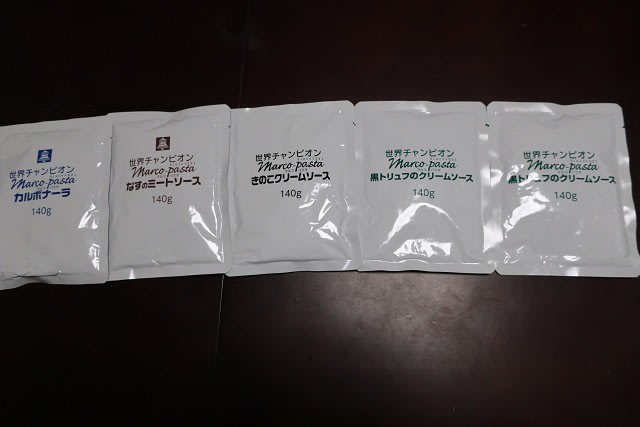 世界チャンピオン
Marco-pasta
カルボナーラ
140g
世界チャンピオン
Marco-pasta
なすのミートソース
140g
世界チャンピオン
Marco-pasta
きのこクリームソース
140g
世界チャンピオン
Marco-pasta
黒トリュフのクリームソース
140g
世界チャンピオン
Marco-pasta
黒トリュフのクリームソース
140g